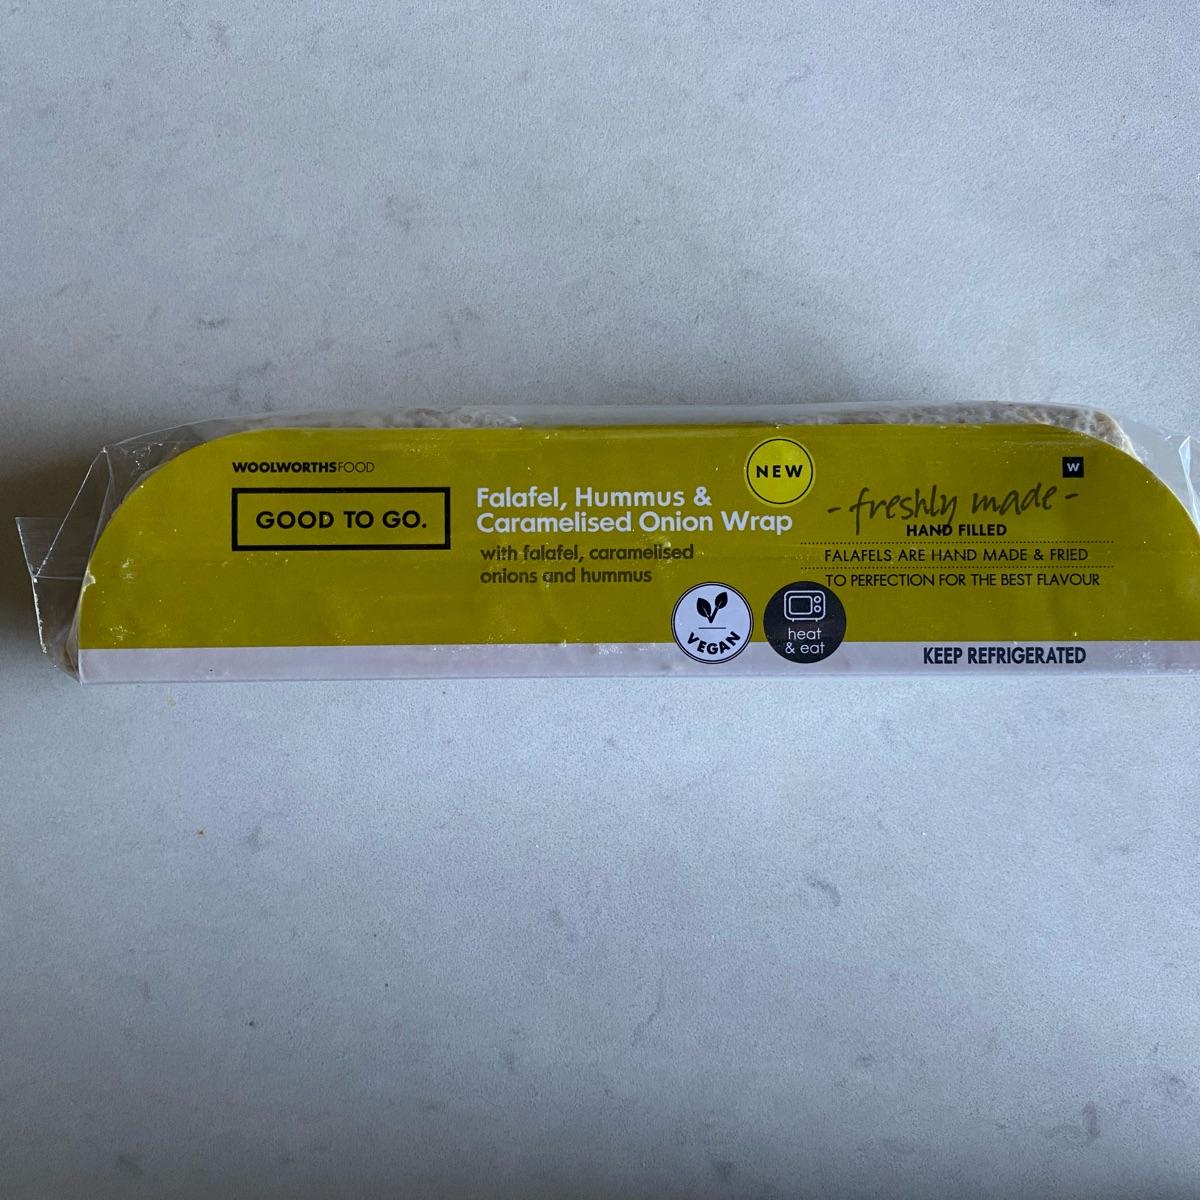 WOOLWORTHSFOOD
GOOD TO GO.
Falafel, Hummus &
Caramelised Onion Wrap
with falafel, caramelised
onions and hummus
NEW
VEGAN
heat
& eat
W
- freshly made -
HAND FILLED
FALAFELS ARE HAND MADE & FRIED
TO PERFECTION FOR THE BEST FLAVOUR
KEEP REFRIGERATED